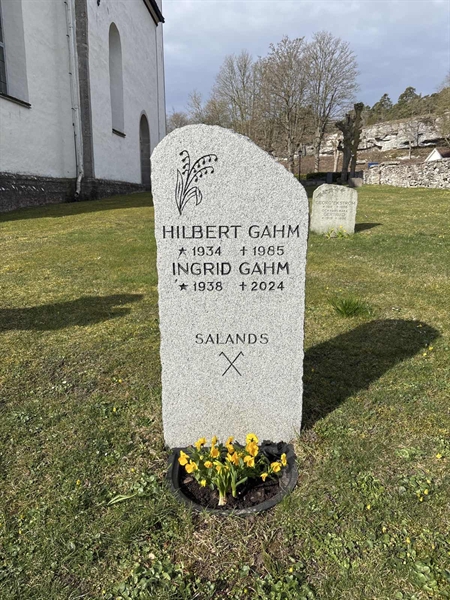 HILBERT GAHM
★ 1934 † 1985
INGRID GAHM
★ 1938 † 2024
SALANDS